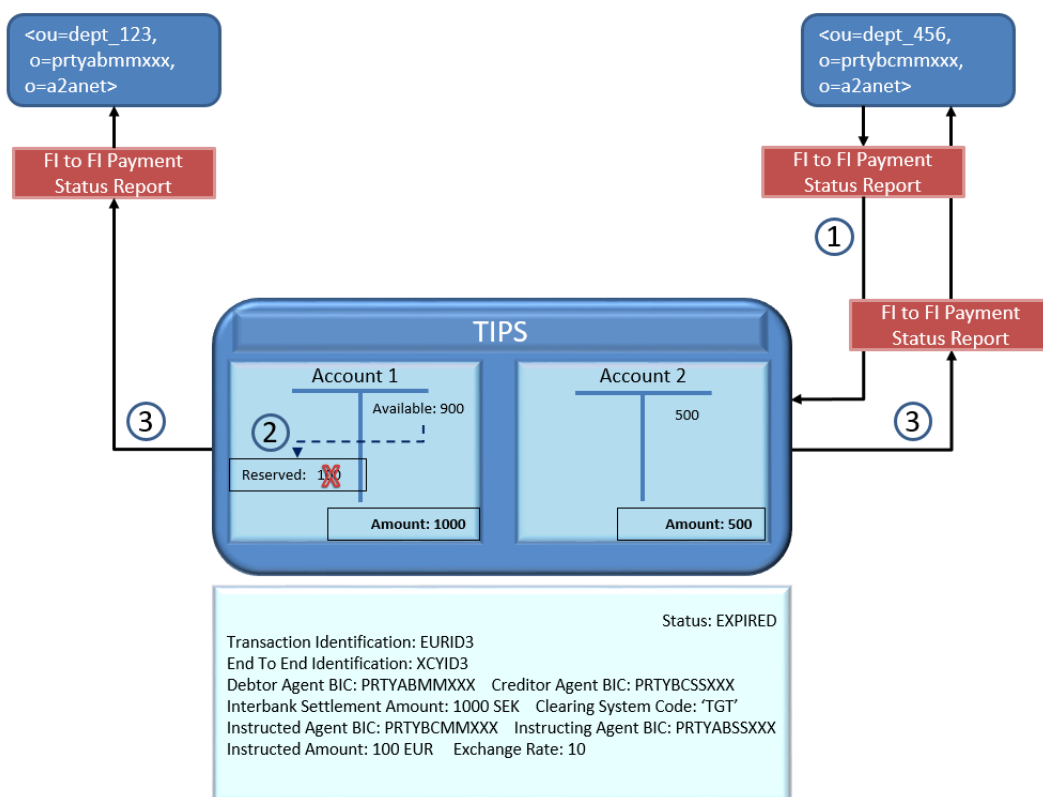 <ou=dept_123,
o=prtyabmmxxx,
o=a2anet>
<ou=dept_456,
o=prtybcmmxxx,
o=a2anet>
FI to FI Payment
Status Report
FI to FI Payment
Status Report
1
FI to FI Payment
Status Report
TIPS
Account 1
Available: 900
2
Reserved: 100
Amount: 1000
Account 2
500
Amount: 500
3
3
Status: EXPIRED
Transaction Identification: EURID3
End To End Identification: XCYID3
Debtor Agent BIC: PRTYABMMXXX Creditor Agent BIC: PRTYBCSSXXX
Interbank Settlement Amount: 1000 SEK Clearing System Code: ‘TGT’
Instructed Agent BIC: PRTYBCMMXXX Instructing Agent BIC: PRTYABSSXXX
Instructed Amount: 100 EUR Exchange Rate: 10